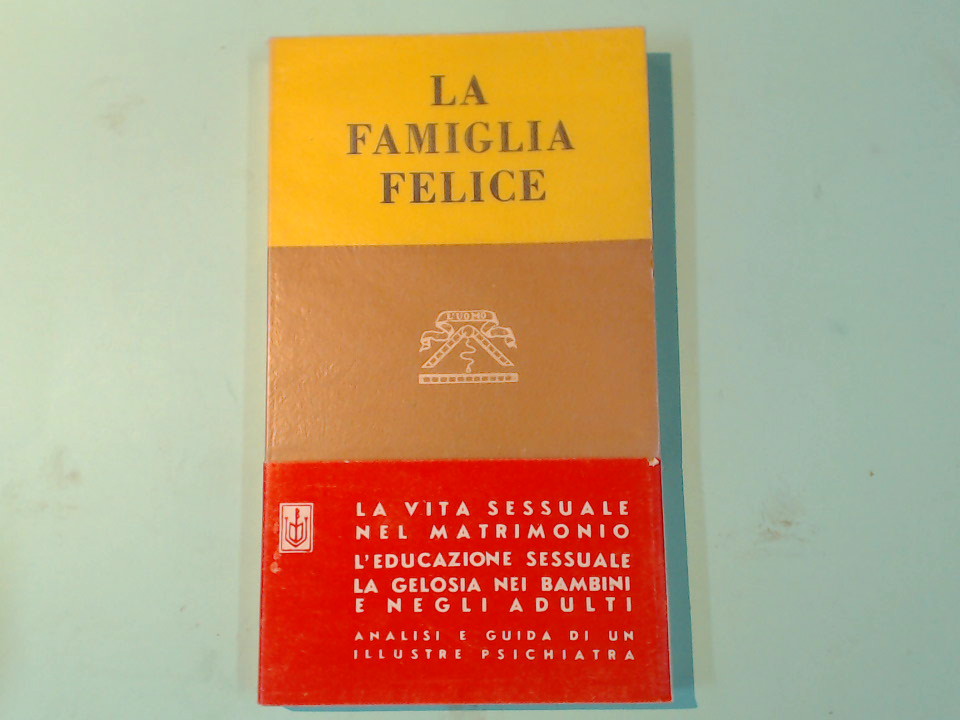 LA
FAMIGLIA
FELICE
L'UOMO
LA VITA SESSUALE
NEL MATRIMONIO
L'EDUCAZIONE SESSUALE
LA GELOSIA NEI BAMBINI
E NEGLI ADULTI
ANALISI E GUIDA DI UN
ILLUSTRE PSICHIATRA